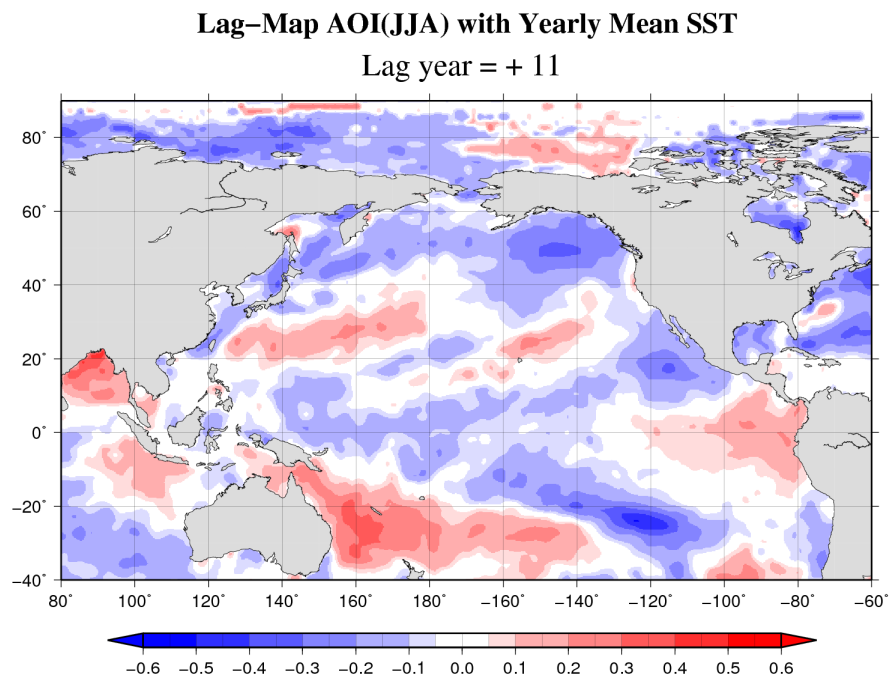 Lag−Map AOI(JJA) with Yearly Mean SST
Lag year = + 11
80˚
60˚
40˚
20˚
0˚
−20˚
−40˚
80 100 120 140 160 180 −160˚ −140˚ −120˚ −100˚ −80˚ −60˚
−0.6 −0.5 −0.4 −0.3 −0.2 −0.1 0.0 0.1 0.2 0.3 0.4 0.5 0.6